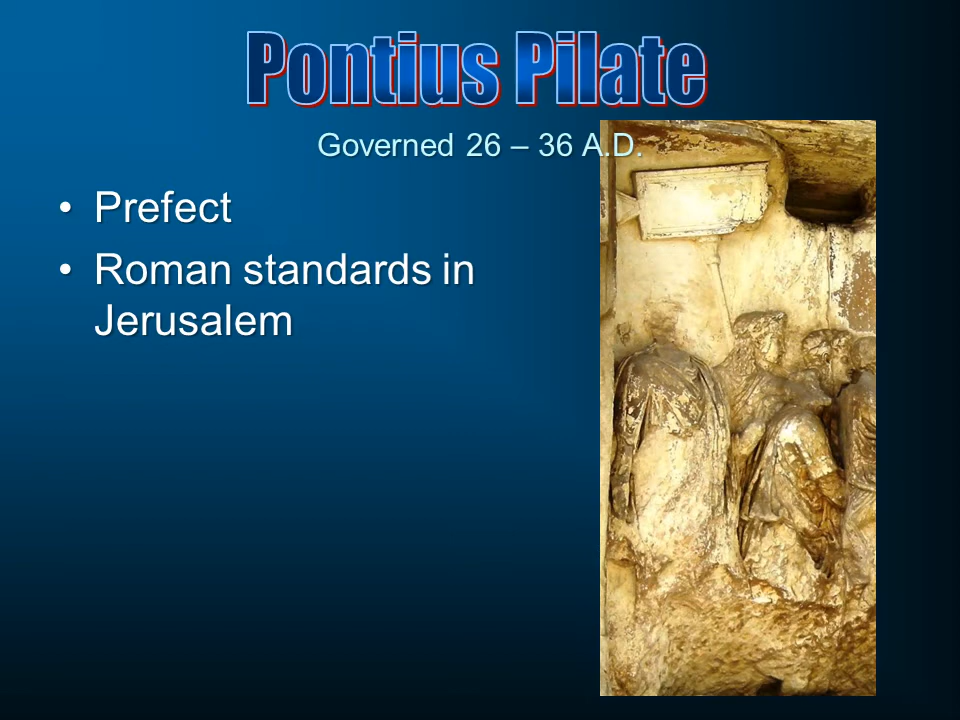 Pontius Pilate
Governed 26 – 36 A.D.
• Prefect
• Roman standards in
Jerusalem